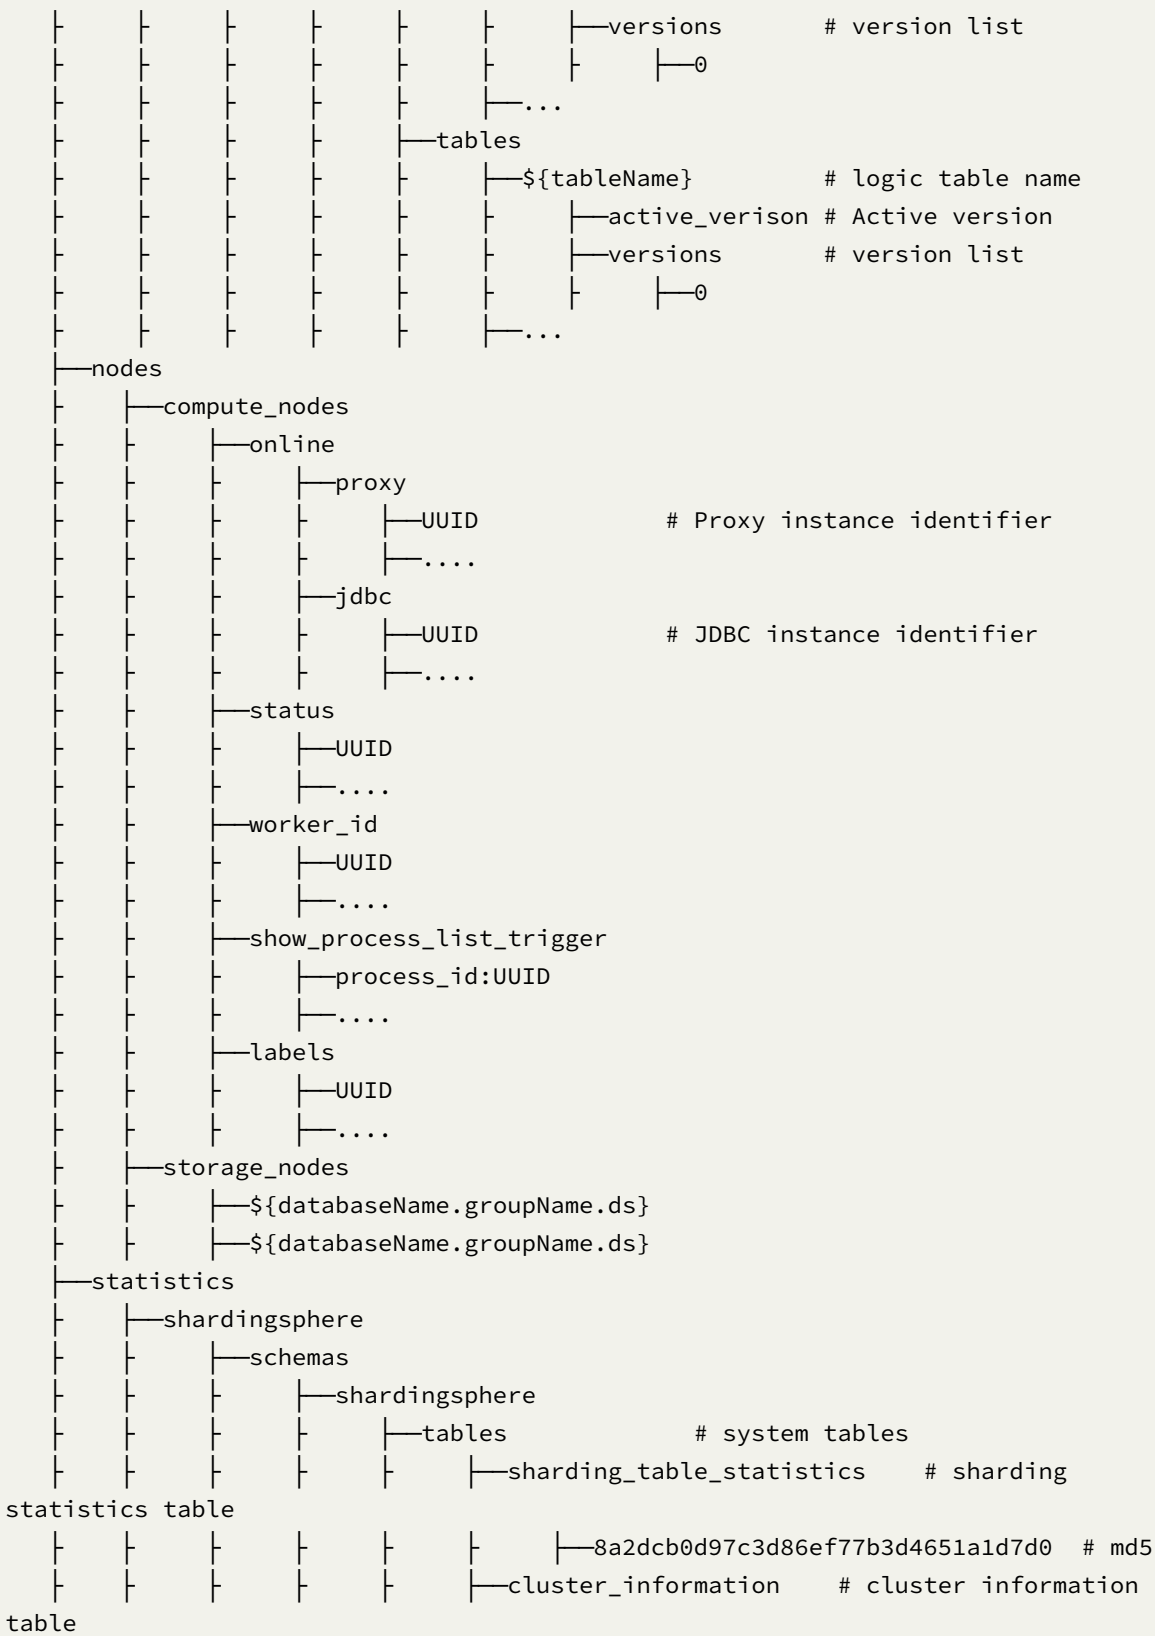 ├      ├      ├      ├      ├      ├      ├──versions       # version list
├      ├      ├      ├      ├      ├      ├      ├──0
├      ├      ├      ├      ├      ├──...
├      ├      ├      ├      ├──tables
├      ├      ├      ├      ├      ├──${tableName}         # logic table name
├      ├      ├      ├      ├      ├      ├──active_verison # Active version
├      ├      ├      ├      ├      ├      ├──versions       # version list
├      ├      ├      ├      ├      ├      ├      ├──0
├      ├      ├      ├      ├      ├──...
├──nodes
├     ├──compute_nodes
├     ├      ├──online
├     ├      ├      ├──proxy
├     ├      ├      ├      ├──UUID             # Proxy instance identifier
├     ├      ├      ├      ├──....
├     ├      ├      ├──jdbc
├     ├      ├      ├      ├──UUID             # JDBC instance identifier
├     ├      ├      ├      ├──....
├     ├      ├──status
├     ├      ├      ├──UUID
├     ├      ├      ├──....
├     ├      ├──worker_id
├     ├      ├      ├──UUID
├     ├      ├      ├──....
├     ├      ├──show_process_list_trigger
├     ├      ├      ├──process_id:UUID
├     ├      ├      ├──....
├     ├      ├──labels
├     ├      ├      ├──UUID
├     ├      ├      ├──....
├     ├──storage_nodes
├     ├      ├──${databaseName.groupName.ds}
├     ├      ├──${databaseName.groupName.ds}
├──statistics
├     ├──shardingsphere
├     ├      ├──schemas
├     ├      ├      ├──shardingsphere
├     ├      ├      ├      ├──tables             # system tables
├     ├      ├      ├      ├      ├──sharding_table_statistics    # sharding
statistics table
├     ├      ├      ├      ├      ├      ├──8a2dcb0d97c3d86ef77b3d4651a1d7d0  # md5
├     ├      ├      ├      ├      ├──cluster_information    # cluster information
table